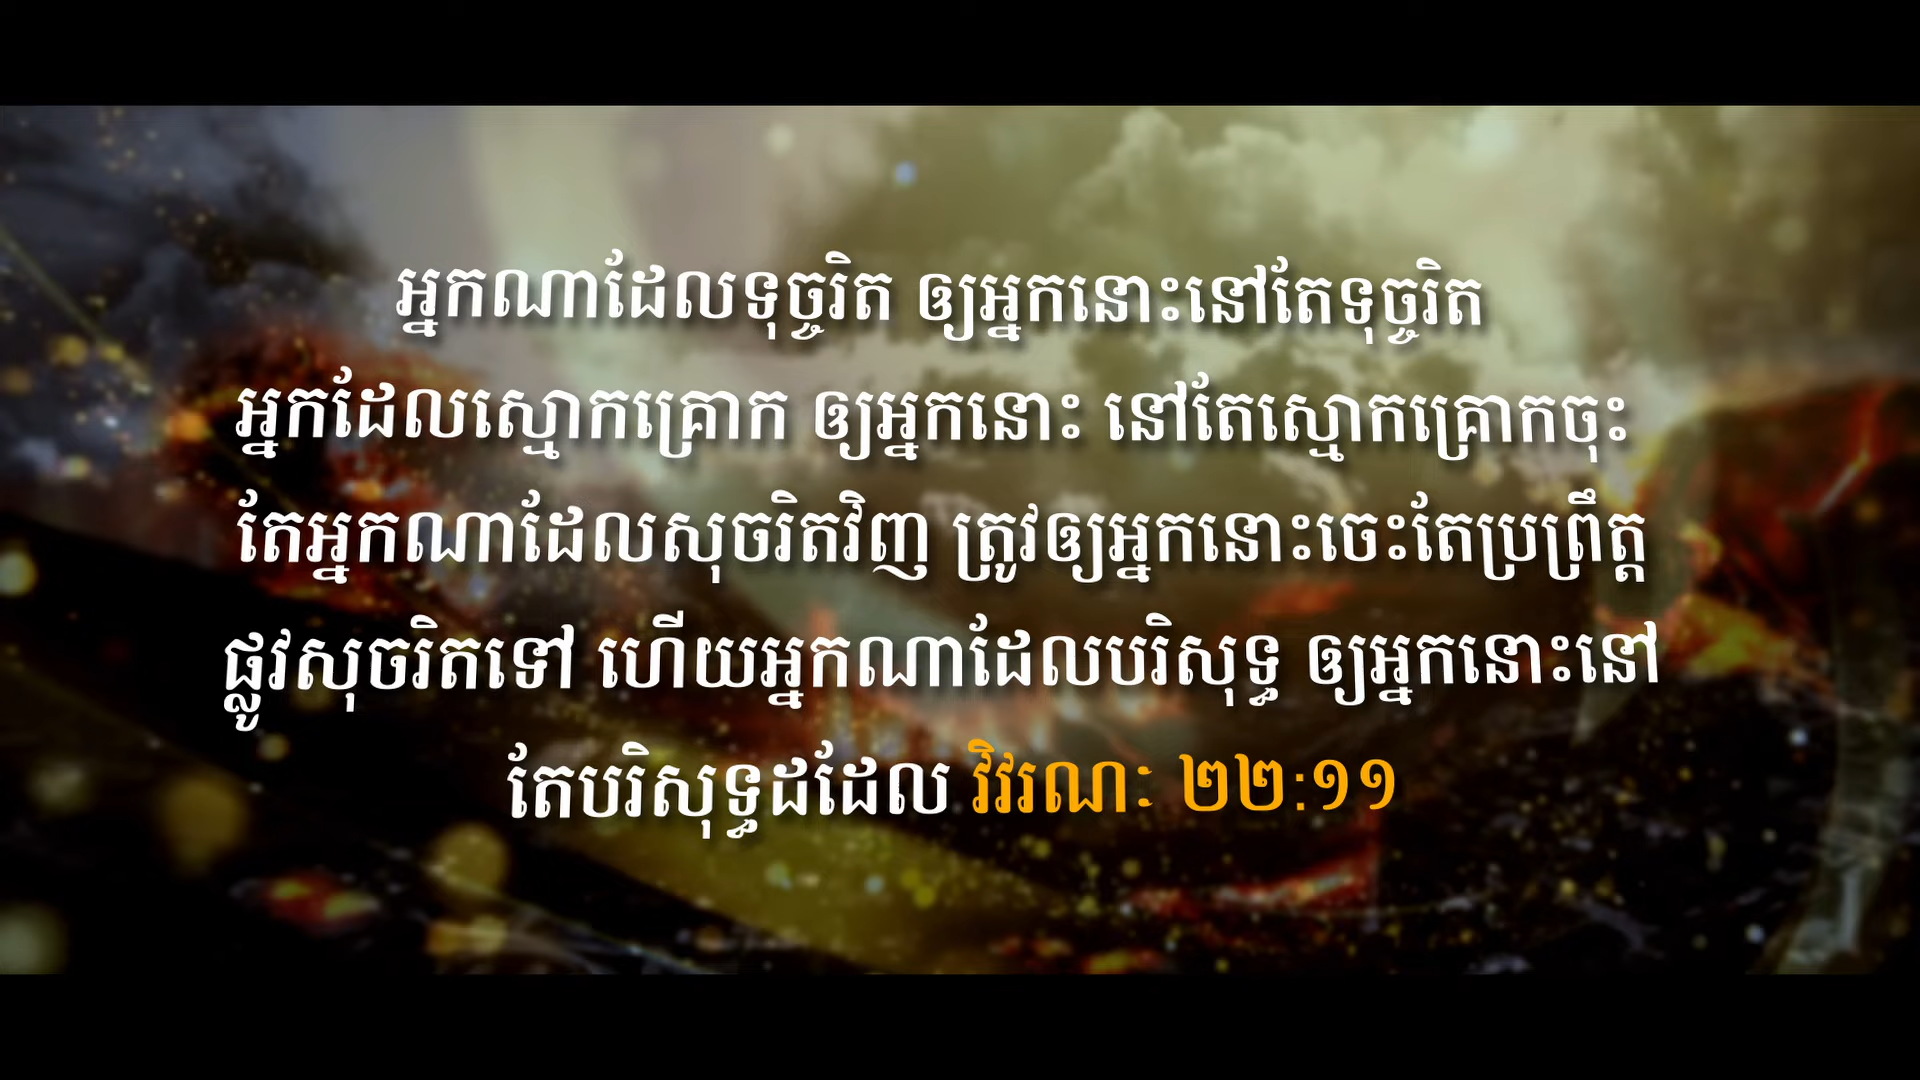 អ្នកណាដែលទុច្ចរិត ឲ្យអ្នកនោះនៅតែទុច្ចរិត
អ្នកដែលស្មោកគ្រោក ឲ្យអ្នកនោះ នៅតែស្មោកគ្រោកចុះ
តែអ្នកណាដែលសុចរិតវិញ ត្រូវឲ្យអ្នកនោះចេះតែប្រព្រឹត្ត
ផ្លូវសុចរិតទៅ ហើយអ្នកណាដែលបរិសុទ្ធ ឲ្យអ្នកនោះនៅ
តែបរិសុទ្ធដដែល វិវរណៈ ២២:១១